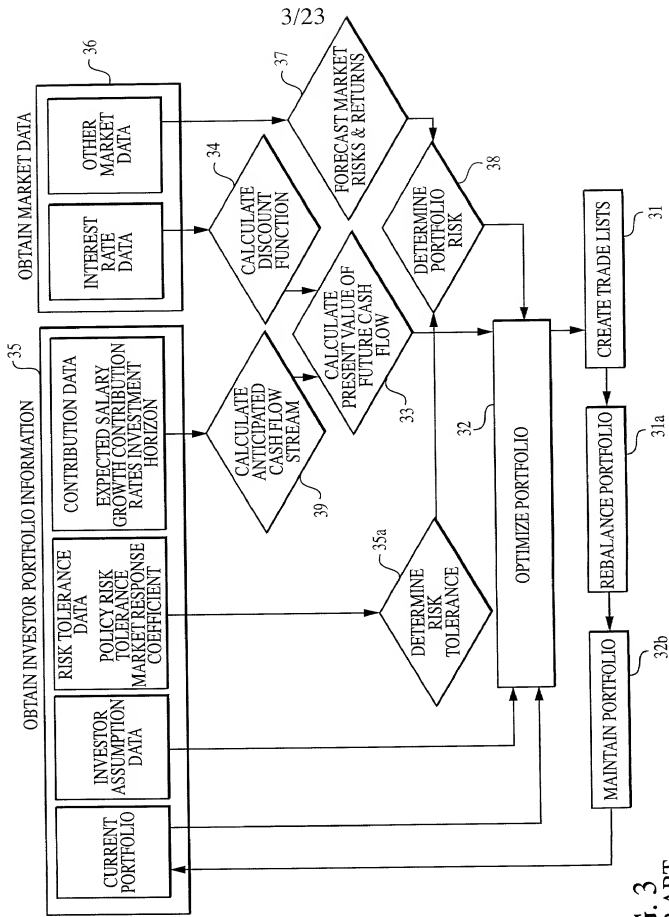 3/23
OBTAIN INVESTOR PORTFOLIO INFORMATION
35
CURRENT
PORTFOLIO
INVESTOR
ASSUMPTION
DATA
RISK TOLERANCE
DATA
POLICY RISK
TOLERANCE
MARKET RESPONSE
COEFFICIENT
CONTRIBUTION DATA
EXPECTED SALARY
GROWTH CONTRIBUTION
RATES INVESTMENT
HORIZON
OBTAIN MARKET DATA
36
INTEREST
RATE
DATA
OTHER
MARKET
DATA
CALCULATE
ANTICIPATED
CASH FLOW
STREAM
39
CALCULATE
DISCOUNT
FUNCTION
34
FORECAST MARKET
RISKS & RETURNS
37
CALCULATE
PRESENT VALUE OF
FUTURE CASH
FLOW
33
DETERMINE
PORTFOLIO
RISK
38
DETERMINE
RISK
TOLERANCE
35a
32
OPTIMIZE PORTFOLIO
CREATE TRADE LISTS
31
REBALANCE PORTFOLIO
31a
MAINTAIN PORTFOLIO
32b
3